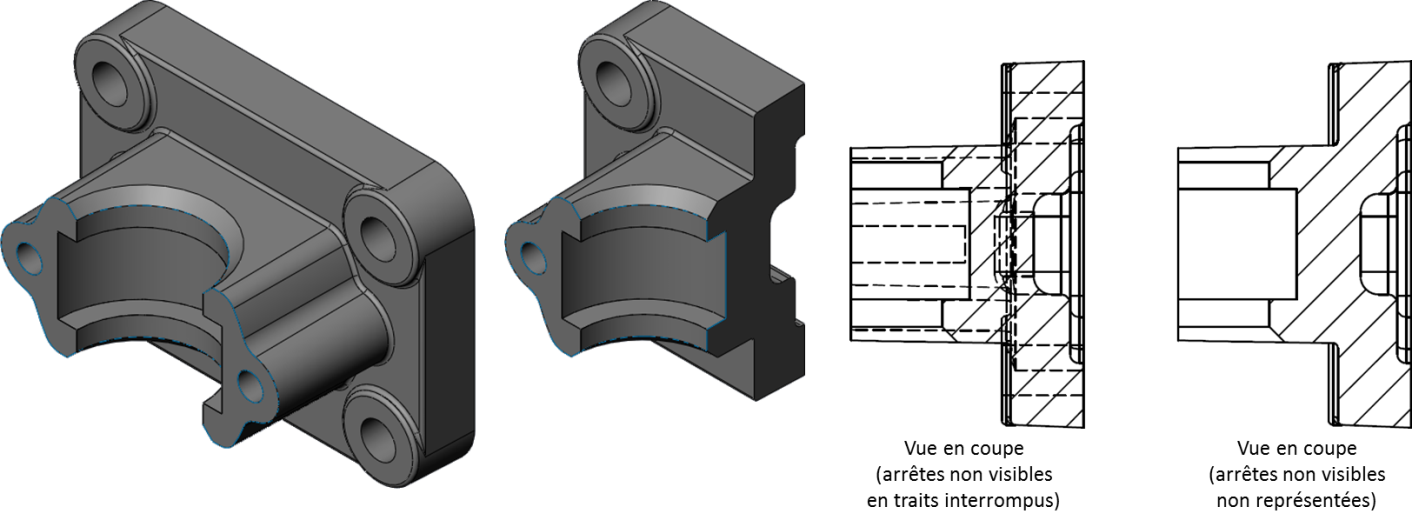 Vue en coupe
(arrêtes non visibles
en traits interrompus)
Vue en coupe
(arrêtes non visibles
non représentées)